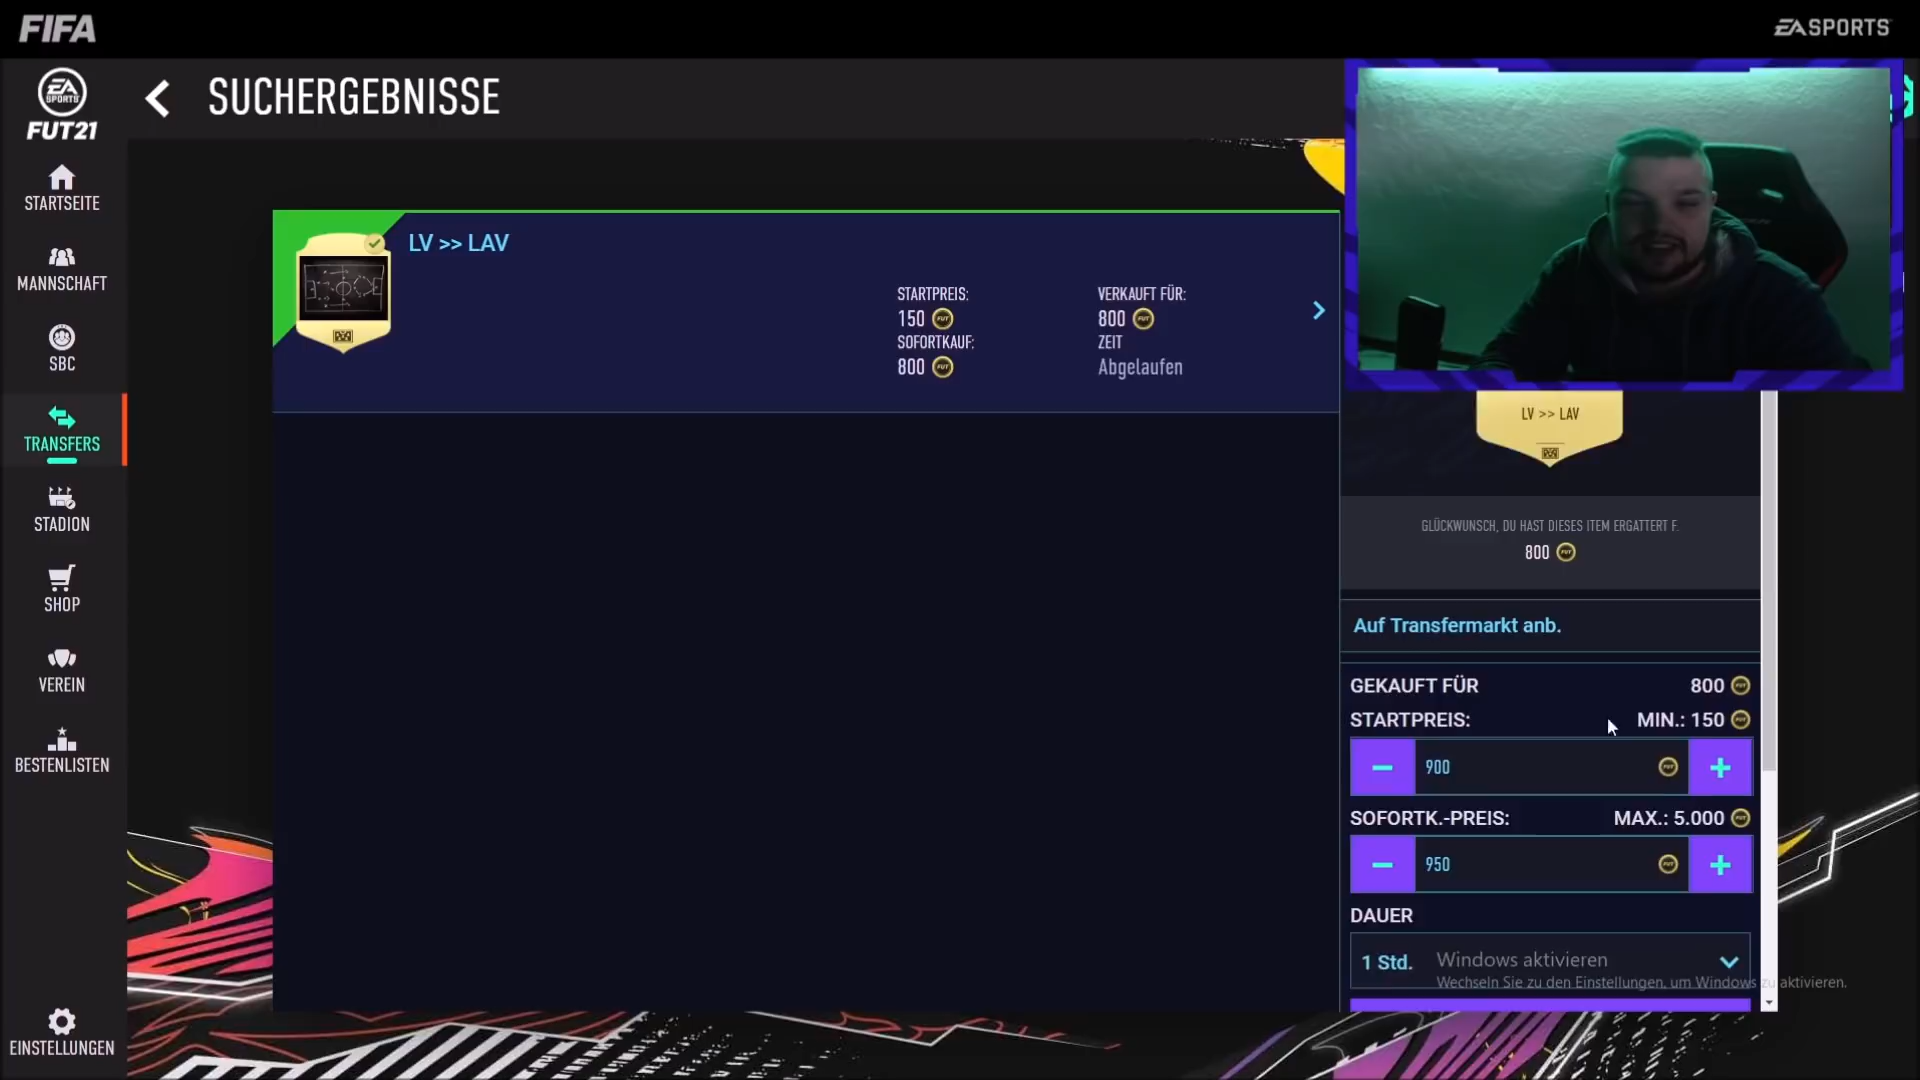 FIFA
EA SPORTS
EA SPORTS
FUT21
SUCHERGEBNISSE
STARTSEITE
MANNSCHAFT
SBC
TRANSFERS
STADION
SHOP
VEREIN
BESTENLISTEN
EINSTELLUNGEN
LV >> LAV
STARTPREIS:
150
SOFORTKAUF:
800
VERKAUFT FÜR:
800
ZEIT
Abgelaufen
LV >> LAV
GLÜCKWUNSCH, DU HAST DIESES ITEM ERGATTERT F.
800
Auf Transfermarkt anb.
GEKAUFT FÜR 800
STARTPREIS: MIN.: 150
900
SOFORTK.-PREIS: MAX.: 5.000
950
DAUER
1 Std.
Windows aktivieren
Wechseln Sie zu den Einstellungen, um Windows zu aktivieren.